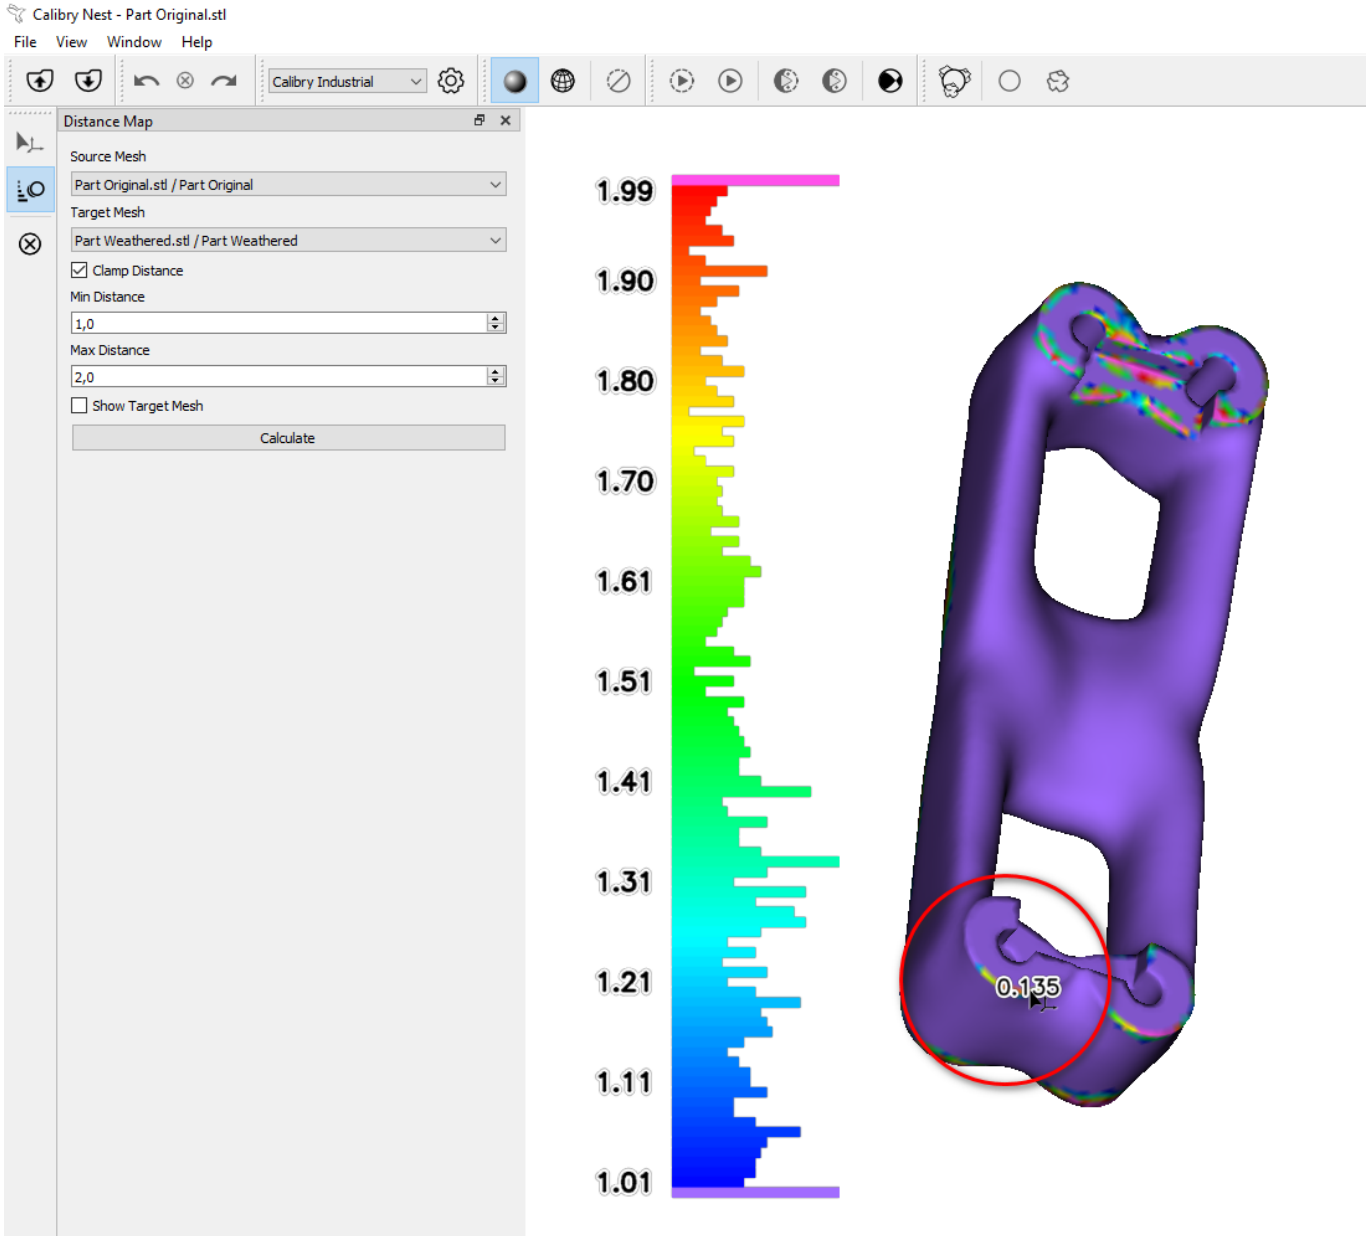 Calibry Nest - Part Original.stl
File View Window Help
Calibry Industrial
Distance Map
Source Mesh
Part Original.stl / Part Original
Target Mesh
Part Weathered.stl / Part Weathered
Clamp Distance
Min Distance
1,0
Max Distance
2,0
Show Target Mesh
Calculate
1.99
1.90
1.80
1.70
1.61
1.51
1.41
1.31
1.21
1.11
1.01
0.135